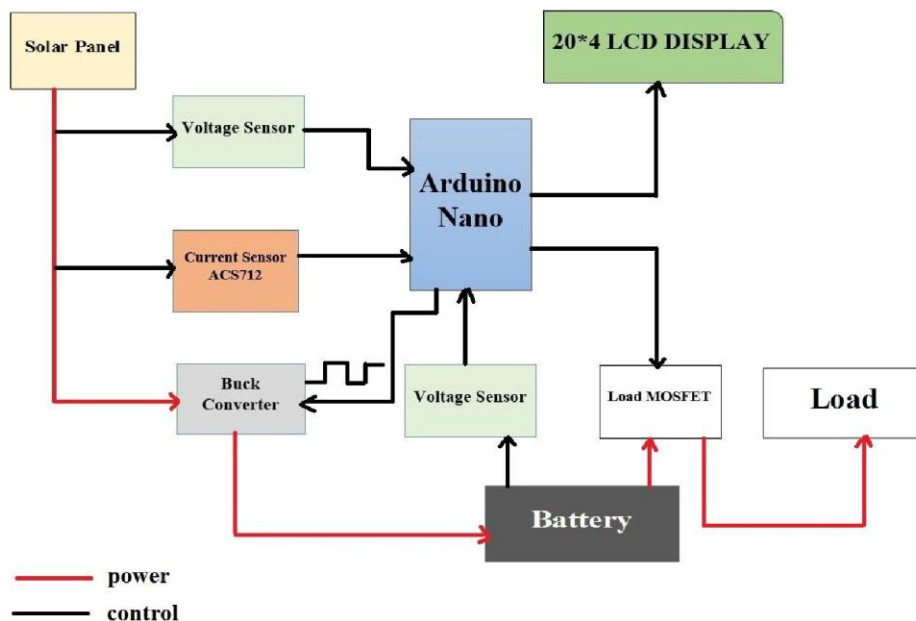 Solar Panel
20*4 LCD DISPLAY
Voltage Sensor
Arduino
Nano
Current Sensor
ACS712
Buck
Converter
Voltage Sensor
Load MOSFET
Load
Battery
power
control